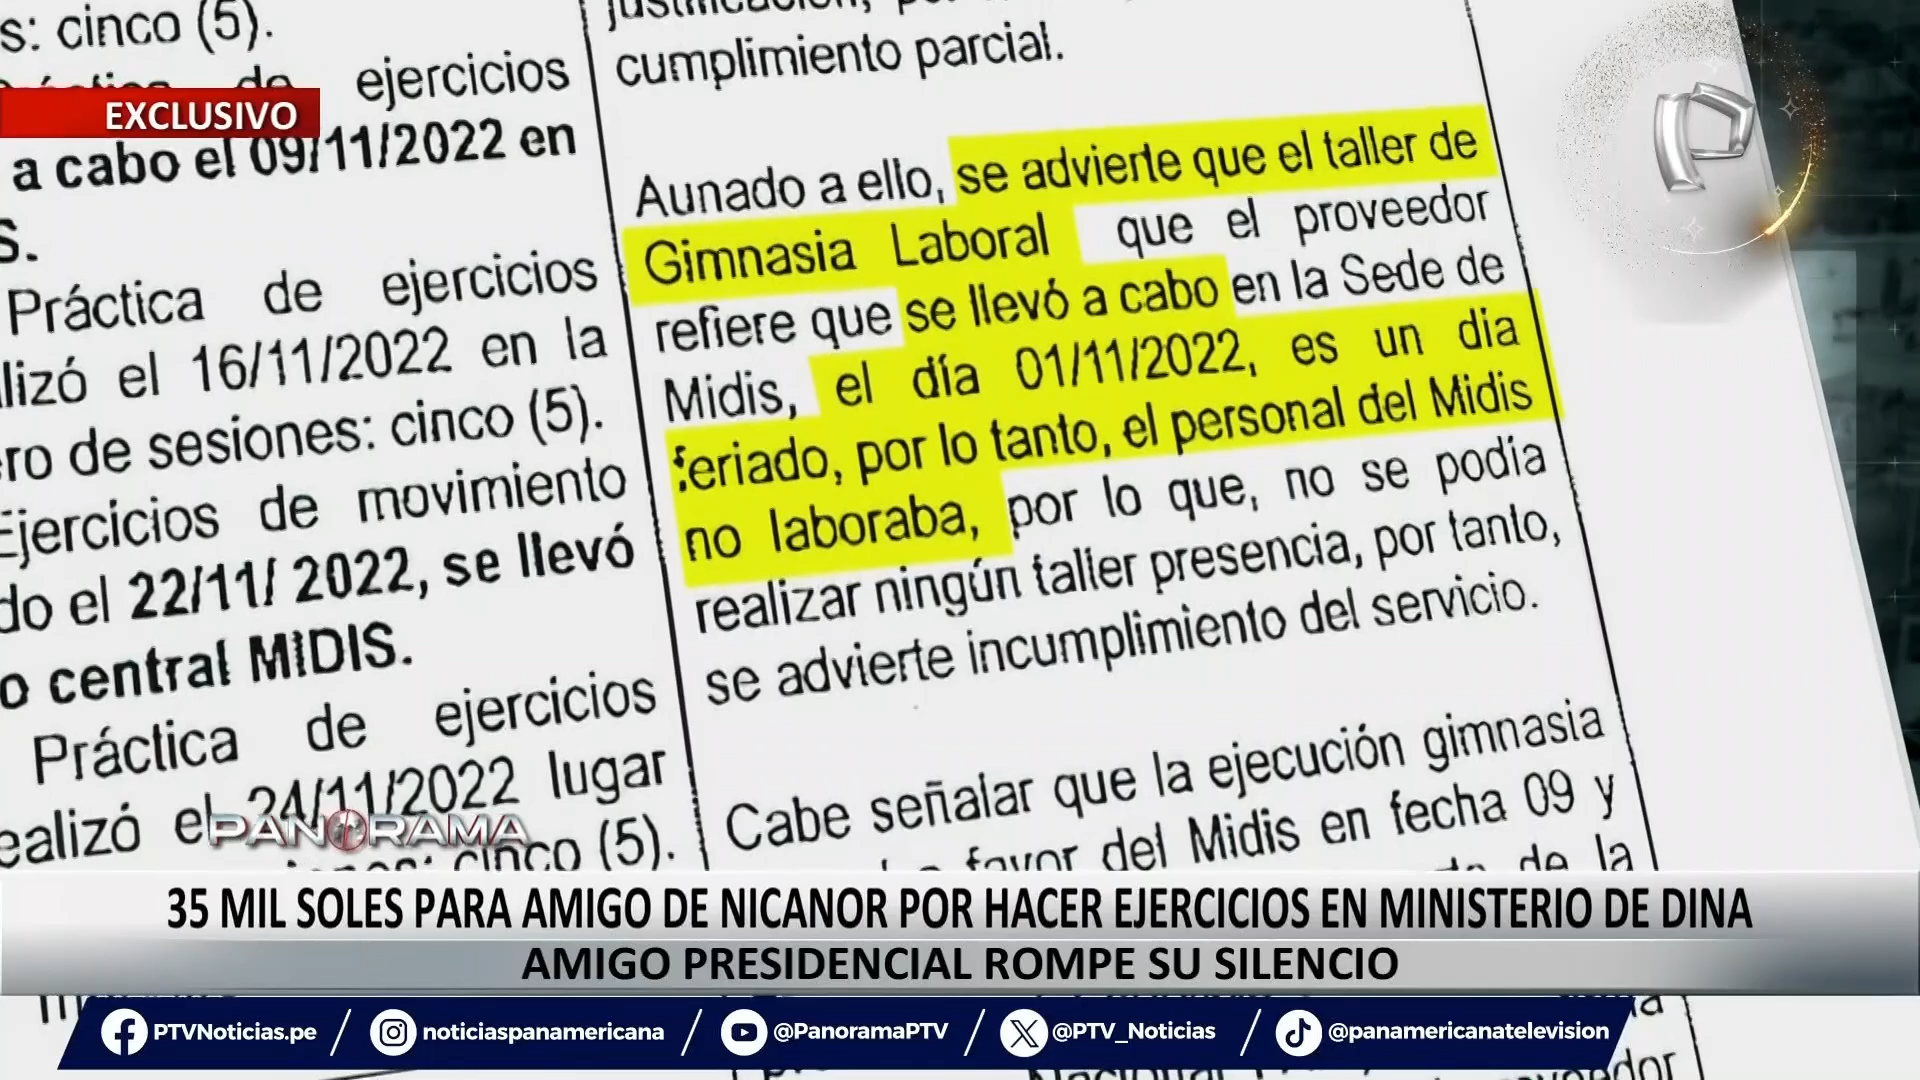 s: cinco (5).
ejercicios
EXCLUSIVO
a cabo el 09/11/2022 en
S.
Práctica de ejercicios
lizó el 16/11/2022 en la
ro de sesiones: cinco (5).
Ejercicios de movimiento
do el 22/11/ 2022, se llevó
o central MIDIS.
Práctica de ejercicios
ealizó el 24/11/2022 lugar
cinco (5).
cumplimiento parcial.
Aunado a ello, se advierte que el taller de
Gimnasia Laboral que el proveedor
refiere que se llevó a cabo en la Sede de
Midis, el día 01/11/2022, es un dia
feriado, por lo tanto, el personal del Midis
no laboraba, por lo que, no se podía
realizar ningún taller presencia, por tanto,
se advierte incumplimiento del servicio.
Cabe señalar que la ejecución gimnasia
favor del Midis en fecha 09 y
de la
PANORAMA
35 MIL SOLES PARA AMIGO DE NICANOR POR HACER EJERCICIOS EN MINISTERIO DE DINA
AMIGO PRESIDENCIAL ROMPE SU SILENCIO
PTVNoticias.pe / noticiaspanamericana / @PanoramaPTV / @PTV_Noticias / @panamericanatelevision